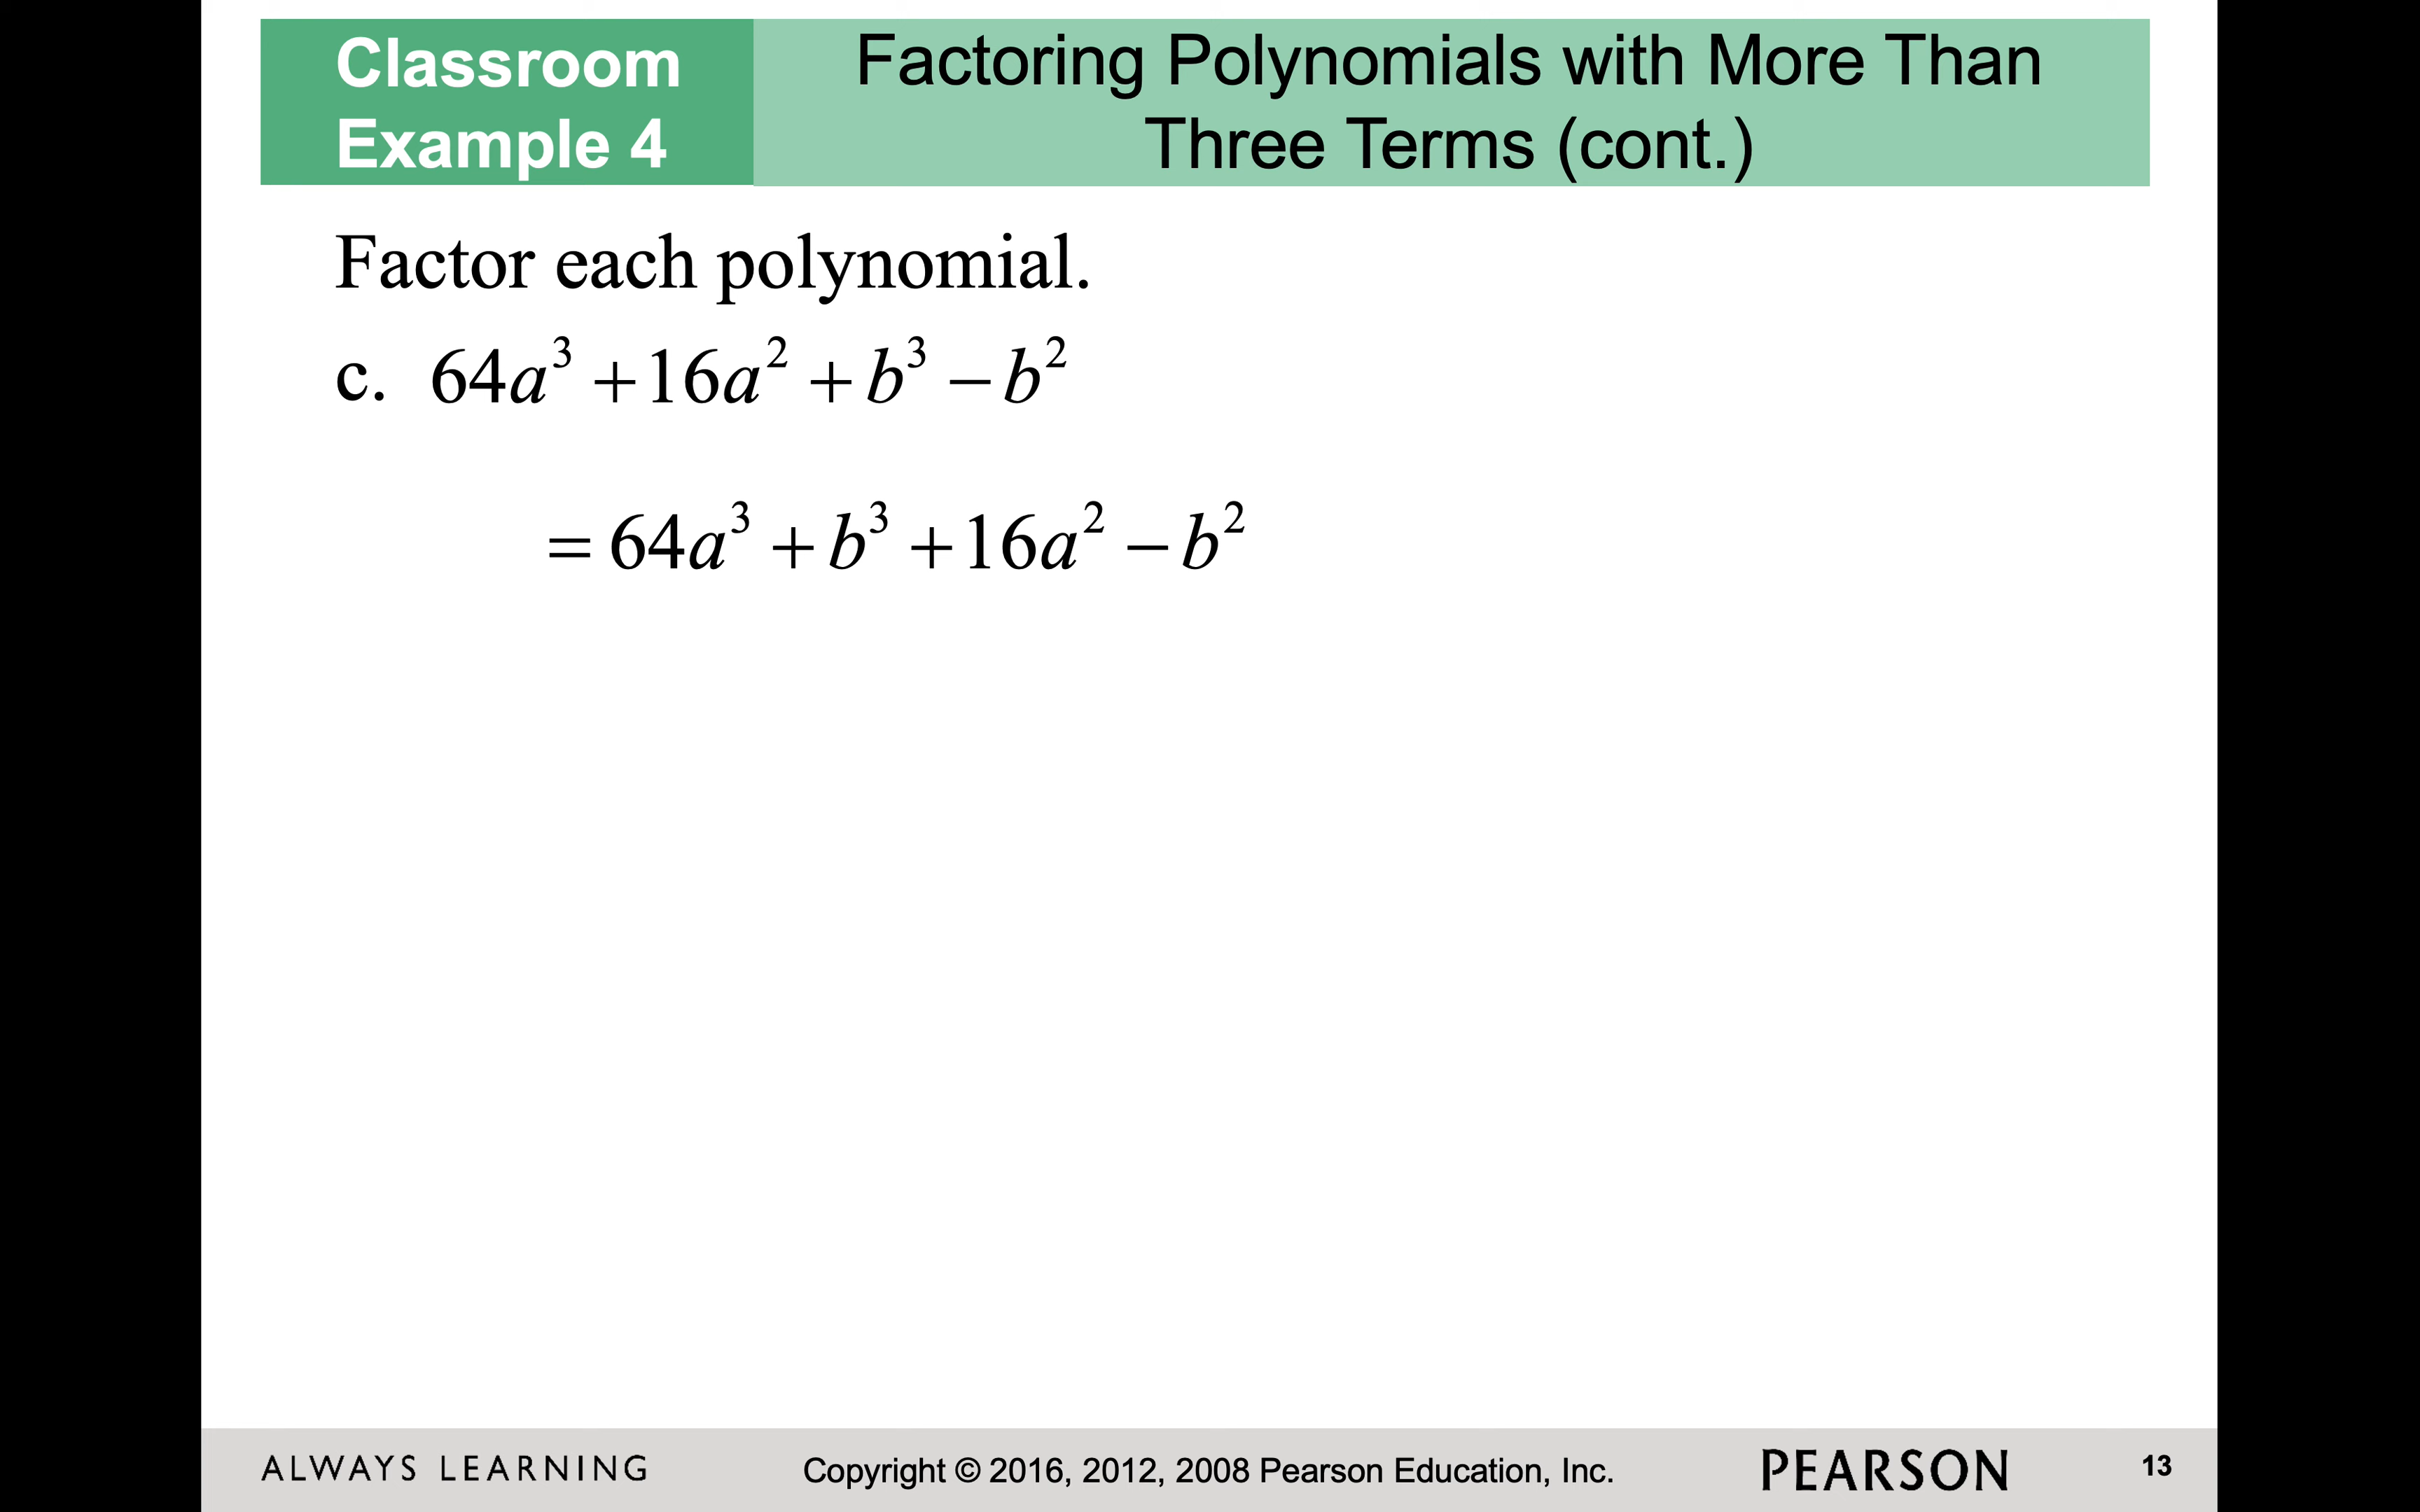 Classroom
Example 4
Factoring Polynomials with More Than
Three Terms (cont.)
Factor each polynomial.
c. 64a³ + 16a² + b³ − b²
= 64a³ + b³ + 16a² − b²
ALWAYS LEARNING
Copyright © 2016, 2012, 2008 Pearson Education, Inc.
PEARSON
13